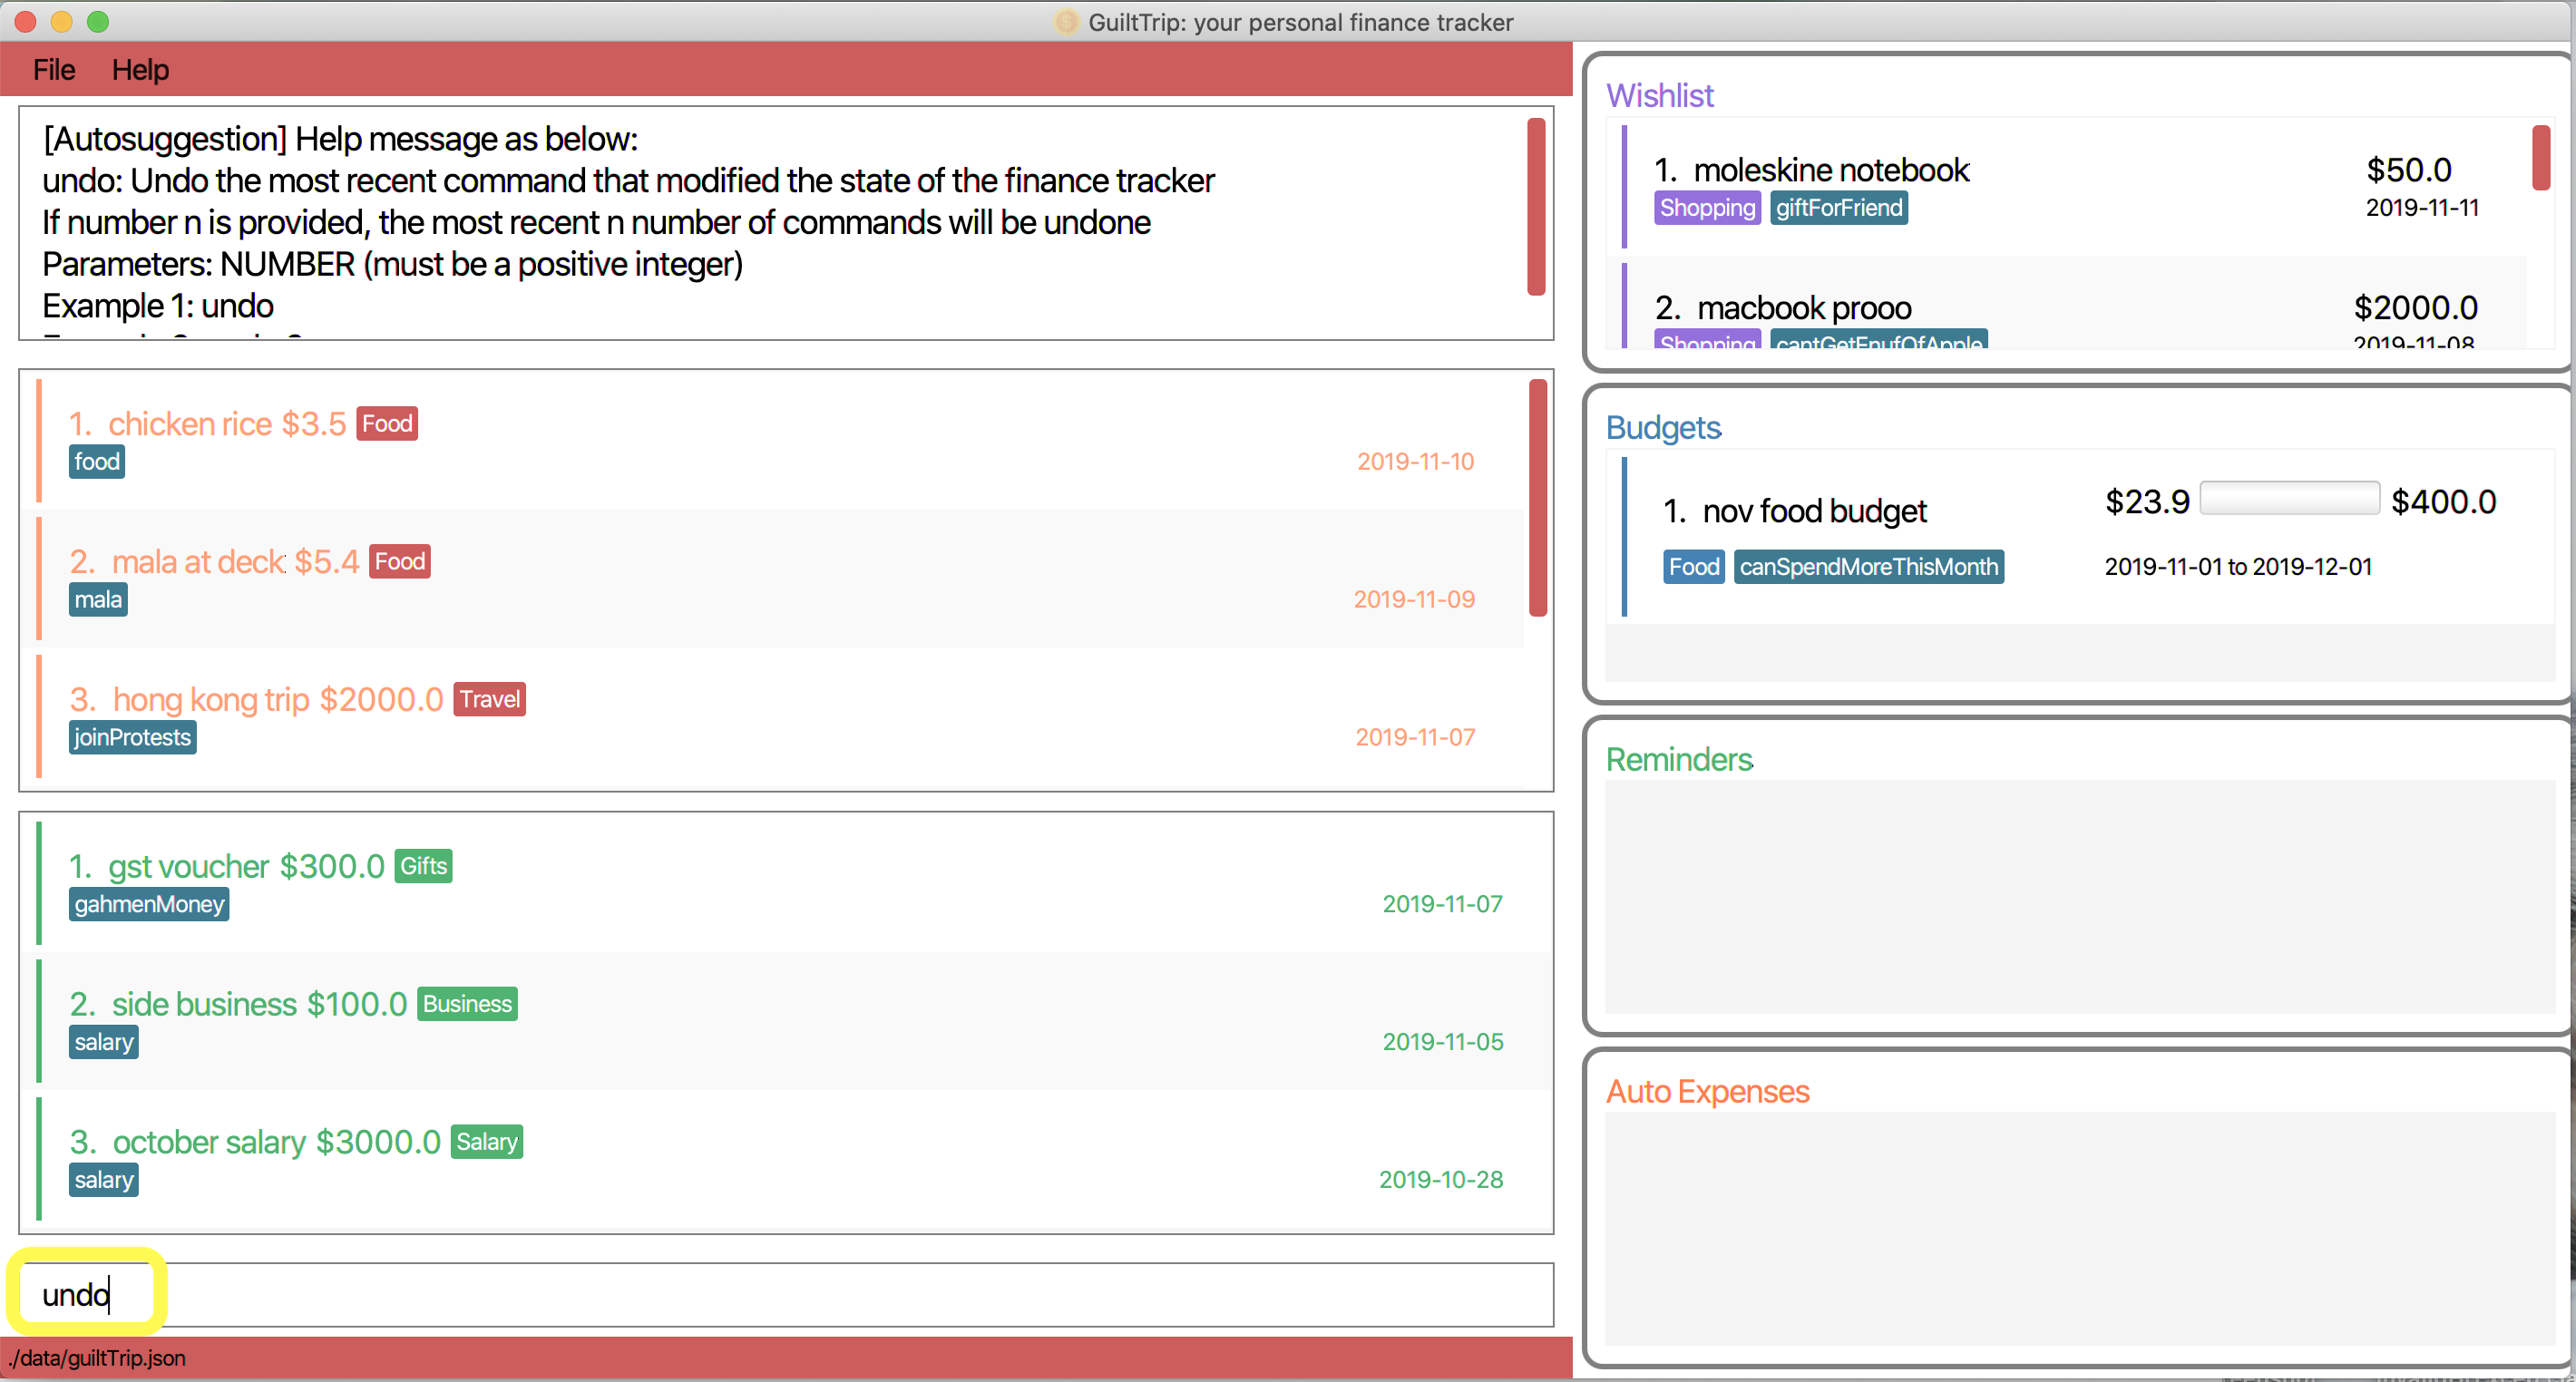 GuiltTrip: your personal finance tracker
File Help
[Autosuggestion] Help message as below:
undo: Undo the most recent command that modified the state of the finance tracker
If number n is provided, the most recent n number of commands will be undone
Parameters: NUMBER (must be a positive integer)
Example 1: undo
1. chicken rice $3.5 Food
food 2019-11-10
2. mala at deck $5.4 Food
mala 2019-11-09
3. hong kong trip $2000.0 Travel
joinProtests 2019-11-07
1. gst voucher $300.0 Gifts
gahmenMoney 2019-11-07
2. side business $100.0 Business
salary 2019-11-05
3. october salary $3000.0 Salary
salary 2019-10-28
undo
./data/guiltTrip.json
Wishlist
1. moleskine notebook $50.0
Shopping giftForFriend 2019-11-11
2. macbook prooo $2000.0
Shopping cantGetEnufOfApple 2019-11-08
Budgets
1. nov food budget $23.9 $400.0
Food canSpendMoreThisMonth 2019-11-01 to 2019-12-01
Reminders
Auto Expenses